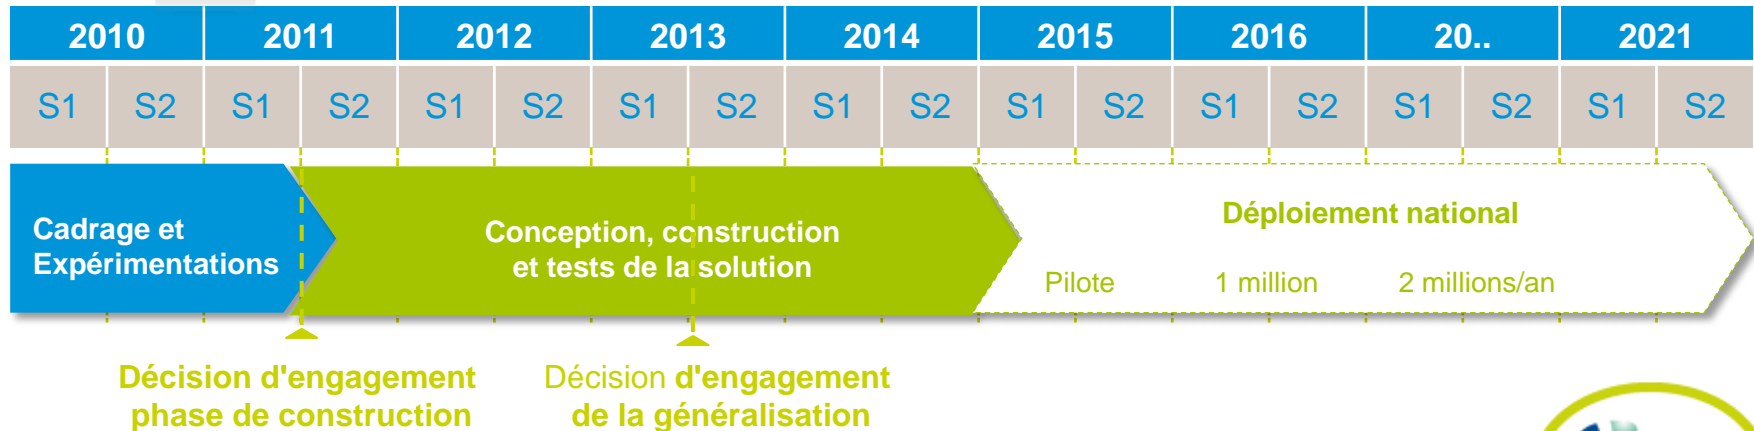 2010 2011 2012 2013 2014 2015 2016 20.. 2021
S1 S2 S1 S2 S1 S2 S1 S2 S1 S2 S1 S2 S1 S2 S1 S2 S1 S2
Cadrage et
Expérimentations
Conception, construction
et tests de la solution
Déploiement national
Pilote 1 million 2 millions/an
Décision d'engagement
phase de construction
Décision d'engagement
de la généralisation